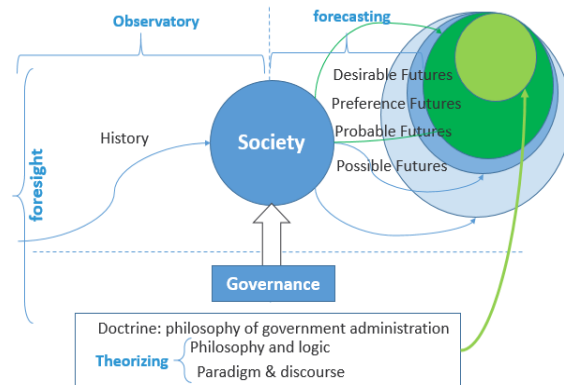 Observatory
forecasting
foresight
History
Society
Desirable Futures
Preference Futures
Probable Futures
Possible Futures
Governance
Doctrine: philosophy of government administration
Theorizing
Philosophy and logic
Paradigm & discourse